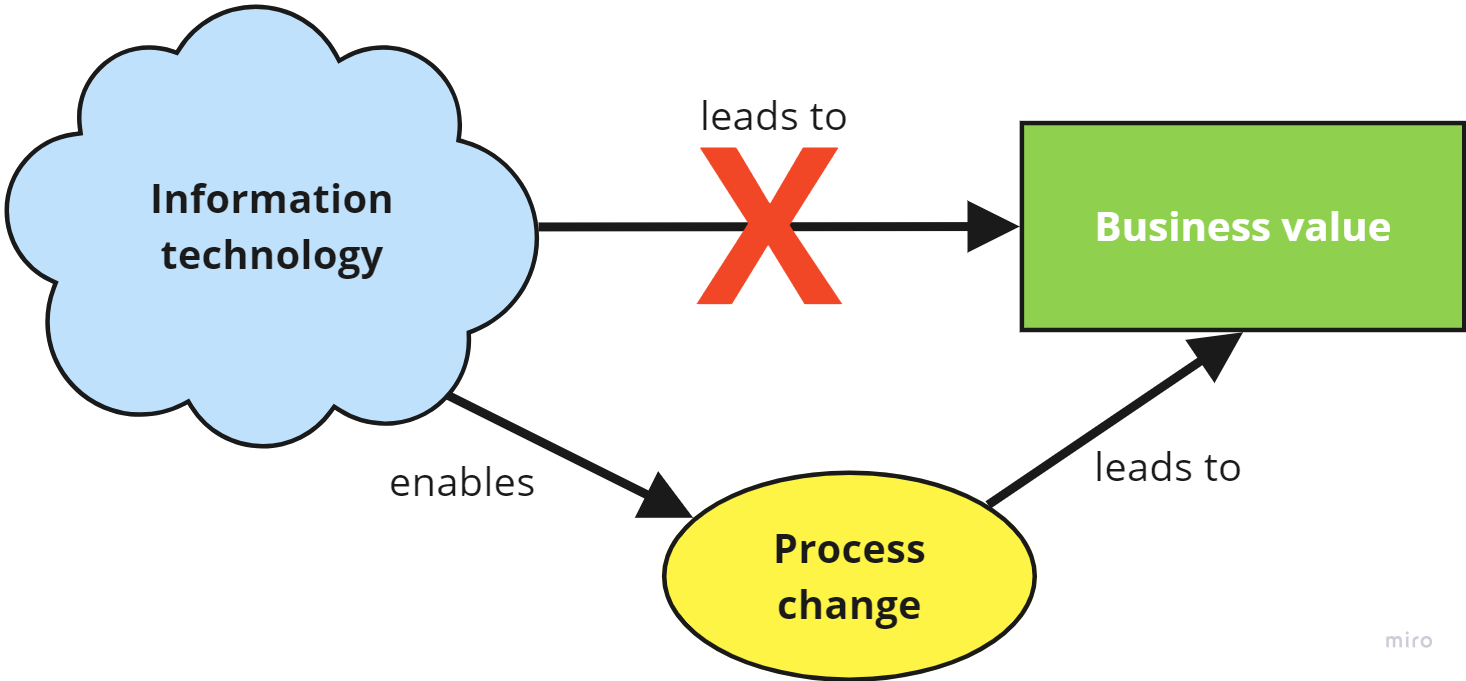 leads to
Information
technology
X
Business value
enables
leads to
Process
change
miro